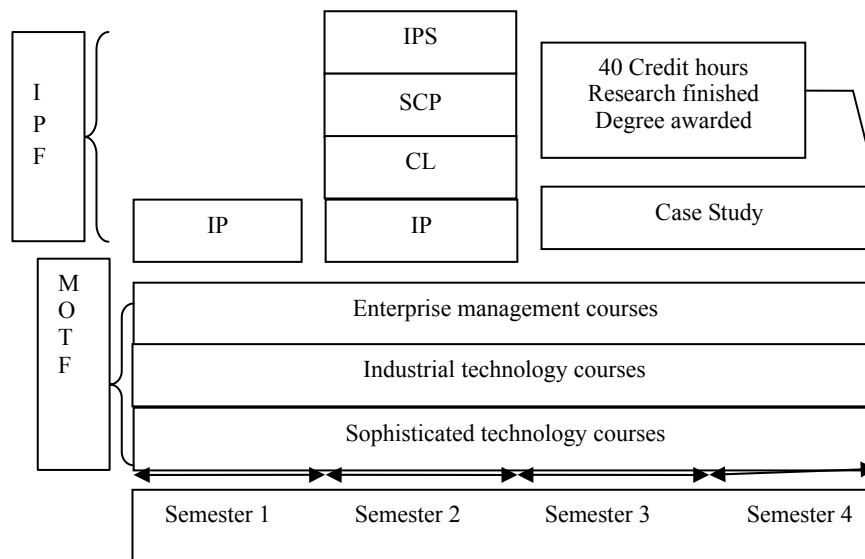 IPS
I
P
F
40 Credit hours
Research finished
Degree awarded
SCP
CL
IP
IP
Case Study
M
O
T
F
Enterprise management courses
Industrial technology courses
Sophisticated technology courses
Semester 1
Semester 2
Semester 3
Semester 4